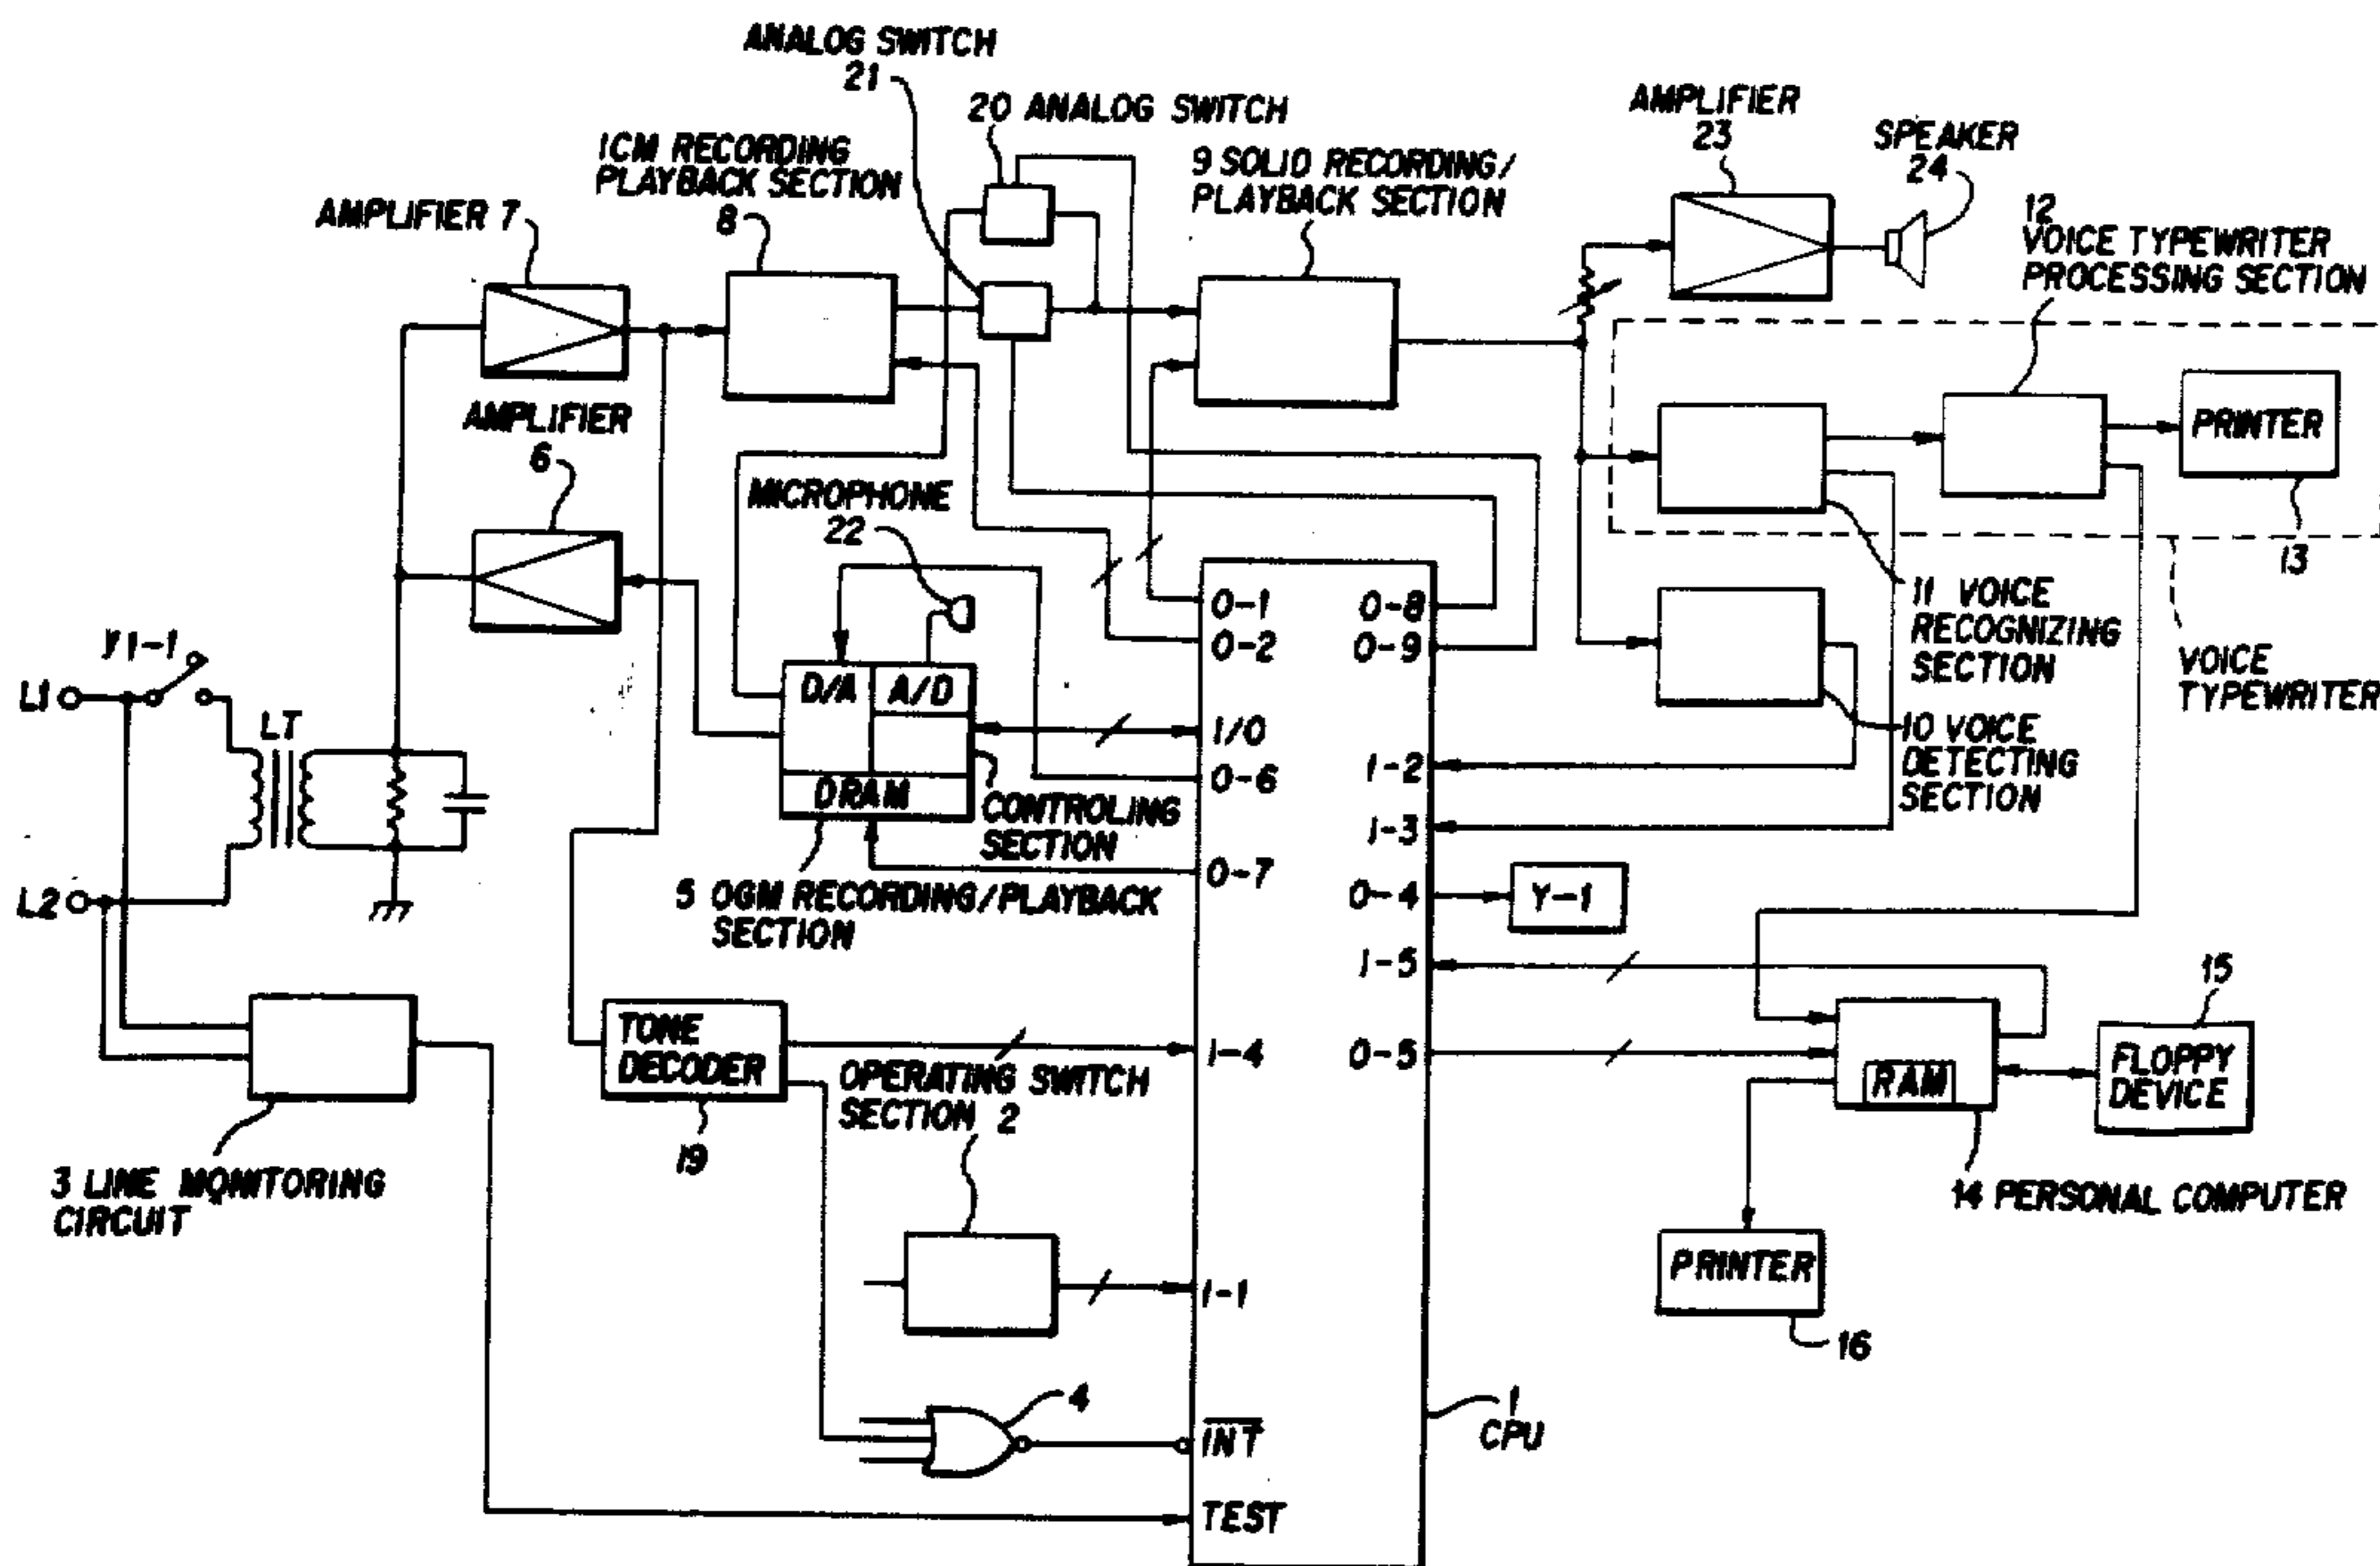 ANALOG SWITCH
21
20 ANALOG SWITCH
AMPLIFIER
23
SPEAKER
24
1CM RECORDING
PLAYBACK SECTION
8
9 SOLID RECORDING/
PLAYBACK SECTION
12
VOICE TYPEWRITER
PROCESSING SECTION
AMPLIFIER 7
AMPLIFIER
6
PRINTER
13
MICROPHONE
22
11 VOICE
RECOGNIZING
SECTION
VOICE
TYPEWRITER
10 VOICE
DETECTING
SECTION
Y1-1
L1
LT
L2
D/A
A/D
DRAM
CONTROLING
SECTION
5 OGM RECORDING/PLAYBACK
SECTION
0-1
0-2
1/0
0-6
0-7
1-4
1-1
INT
TEST
0-8
0-9
1-2
1-3
0-4
1-5
0-5
Y-1
15
FLOPPY
DEVICE
RAM
14 PERSONAL COMPUTER
PRINTER
16
TONE
DECODER
19
OPERATING SWITCH
SECTION 2
3 LINE MONITORING
CIRCUIT
4
1
CPU